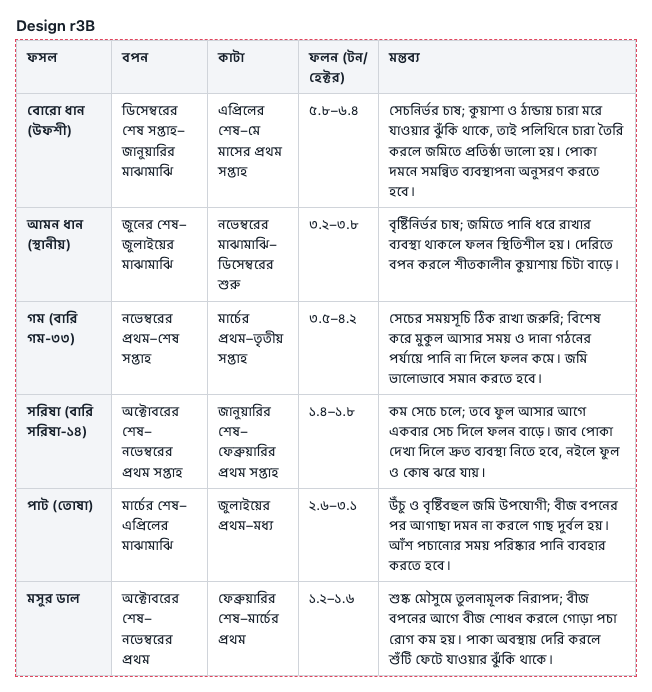 Design r3B
ফসল
বপন
কাটা
ফলন (টন/
হেক্টর)
মন্তব্য
বোরো ধান
(উফশী)
ডিসেম্বরের
শেষ সপ্তাহ–
জানুয়ারির
মাঝামাঝি
এপ্রিলের
শেষ–মে
মাসের প্রথম
সপ্তাহ
৫.৮–৬.৪
সেচনির্ভর চাষ; কুয়াশা ও ঠান্ডায় চারা মরে
যাওয়ার ঝুঁকি থাকে, তাই পলিথিনে চারা তৈরি
করলে জমিতে প্রতিষ্ঠা ভালো হয়। পোকা
দমনে সমন্বিত ব্যবস্থাপনা অনুসরণ করতে
হবে।
আমন ধান
(স্থানীয়)
জুনের শেষ–
জুলাইয়ের
মাঝামাঝি
নভেম্বরের
মাঝামাঝি–
ডিসেম্বরের
শুরু
৩.২–৩.৮
বৃষ্টিনির্ভর চাষ; জমিতে পানি ধরে রাখার
ব্যবস্থা থাকলে ফলন স্থিতিশীল হয়। দেরিতে
বপন করলে শীতকালীন কুয়াশায় চিটা বাড়ে।
গম (বারি
গম-৩৩)
নভেম্বরের
প্রথম–শেষ
সপ্তাহ
মার্চের
প্রথম–তৃতীয়
সপ্তাহ
৩.৫–৪.২
সেচের সময়সূচি ঠিক রাখা জরুরি; বিশেষ
করে মুকুল আসার সময় ও দানা গঠনের
পর্যায়ে পানি না দিলে ফলন কমে। জমি
ভালোভাবে সমান করতে হবে।
সরিষা (বারি
সরিষা-১৪)
অক্টোবরের
শেষ–
নভেম্বরের
প্রথম সপ্তাহ
জানুয়ারির
শেষ–
ফেব্রুয়ারির
প্রথম সপ্তাহ
১.৪–১.৮
কম সেচে চলে; তবে ফুল আসার আগে
একবার সেচ দিলে ফলন বাড়ে। জাব পোকা
দেখা দিলে দ্রুত ব্যবস্থা নিতে হবে, নইলে ফুল
ও কোষ ঝরে যায়।
পাট (তোষা)
মার্চের শেষ–
এপ্রিলের
মাঝামাঝি
জুলাইয়ের
প্রথম–মধ্য
২.৬–৩.১
উঁচু ও বৃষ্টিবহুল জমি উপযোগী; বীজ বপনের
পর আগাছা দমন না করলে গাছ দুর্বল হয়।
আঁশ পচানোর সময় পরিষ্কার পানি ব্যবহার
করতে হবে।
মসুর ডাল
অক্টোবরের
শেষ–
নভেম্বরের
প্রথম
ফেব্রুয়ারির
শেষ–মার্চের
প্রথম
১.২–১.৬
শুষ্ক মৌসুমে তুলনামূলক নিরাপদ; বীজ
বপনের আগে বীজ শোধন করলে গোড়া পচা
রোগ কম হয়। পাকা অবস্থায় দেরি করলে
শুঁটি ফেটে যাওয়ার ঝুঁকি থাকে।